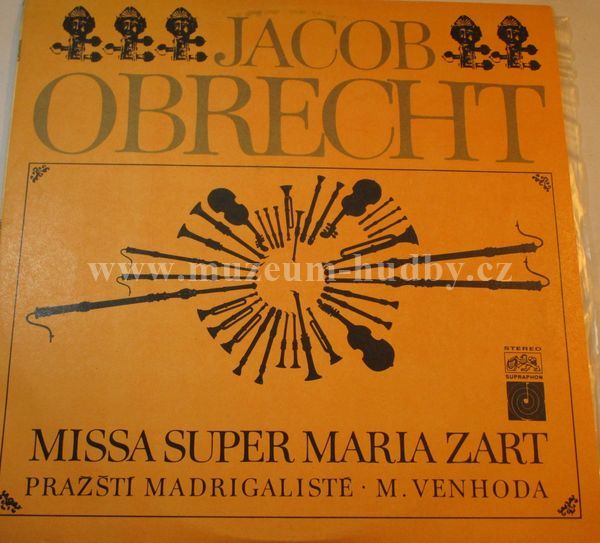 JACOB
OBRECHT
www.muzeum-hudby.cz
STEREO
SUPRAPHON
MISSA SUPER MARIA ZART
PRAŽŠTÍ MADRIGALISTÉ · M. VENHODA